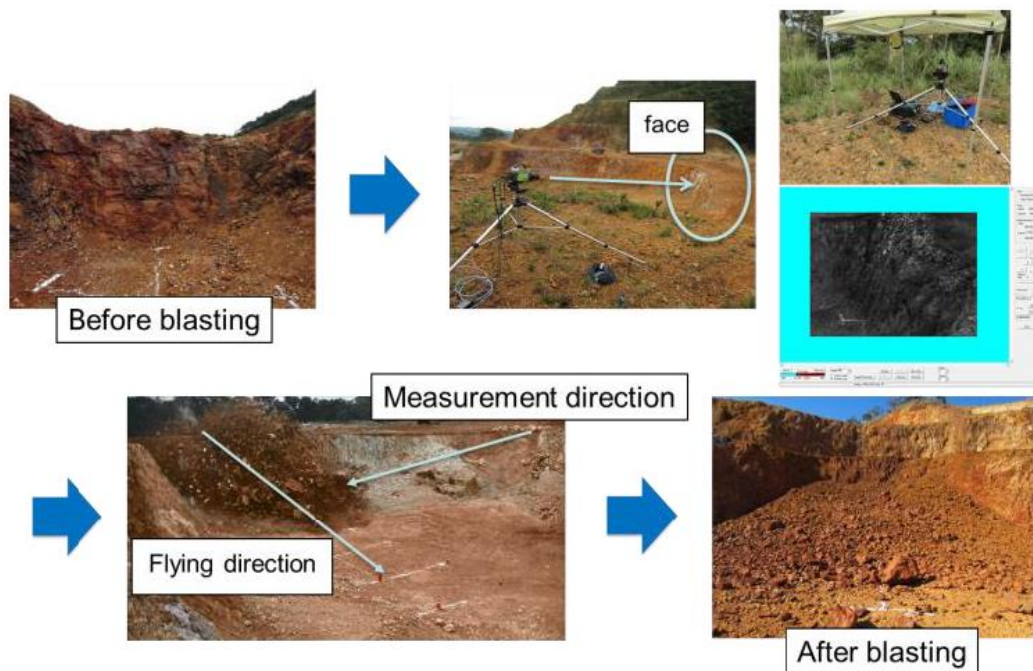 face
Before blasting
Measurement direction
Flying direction
After blasting